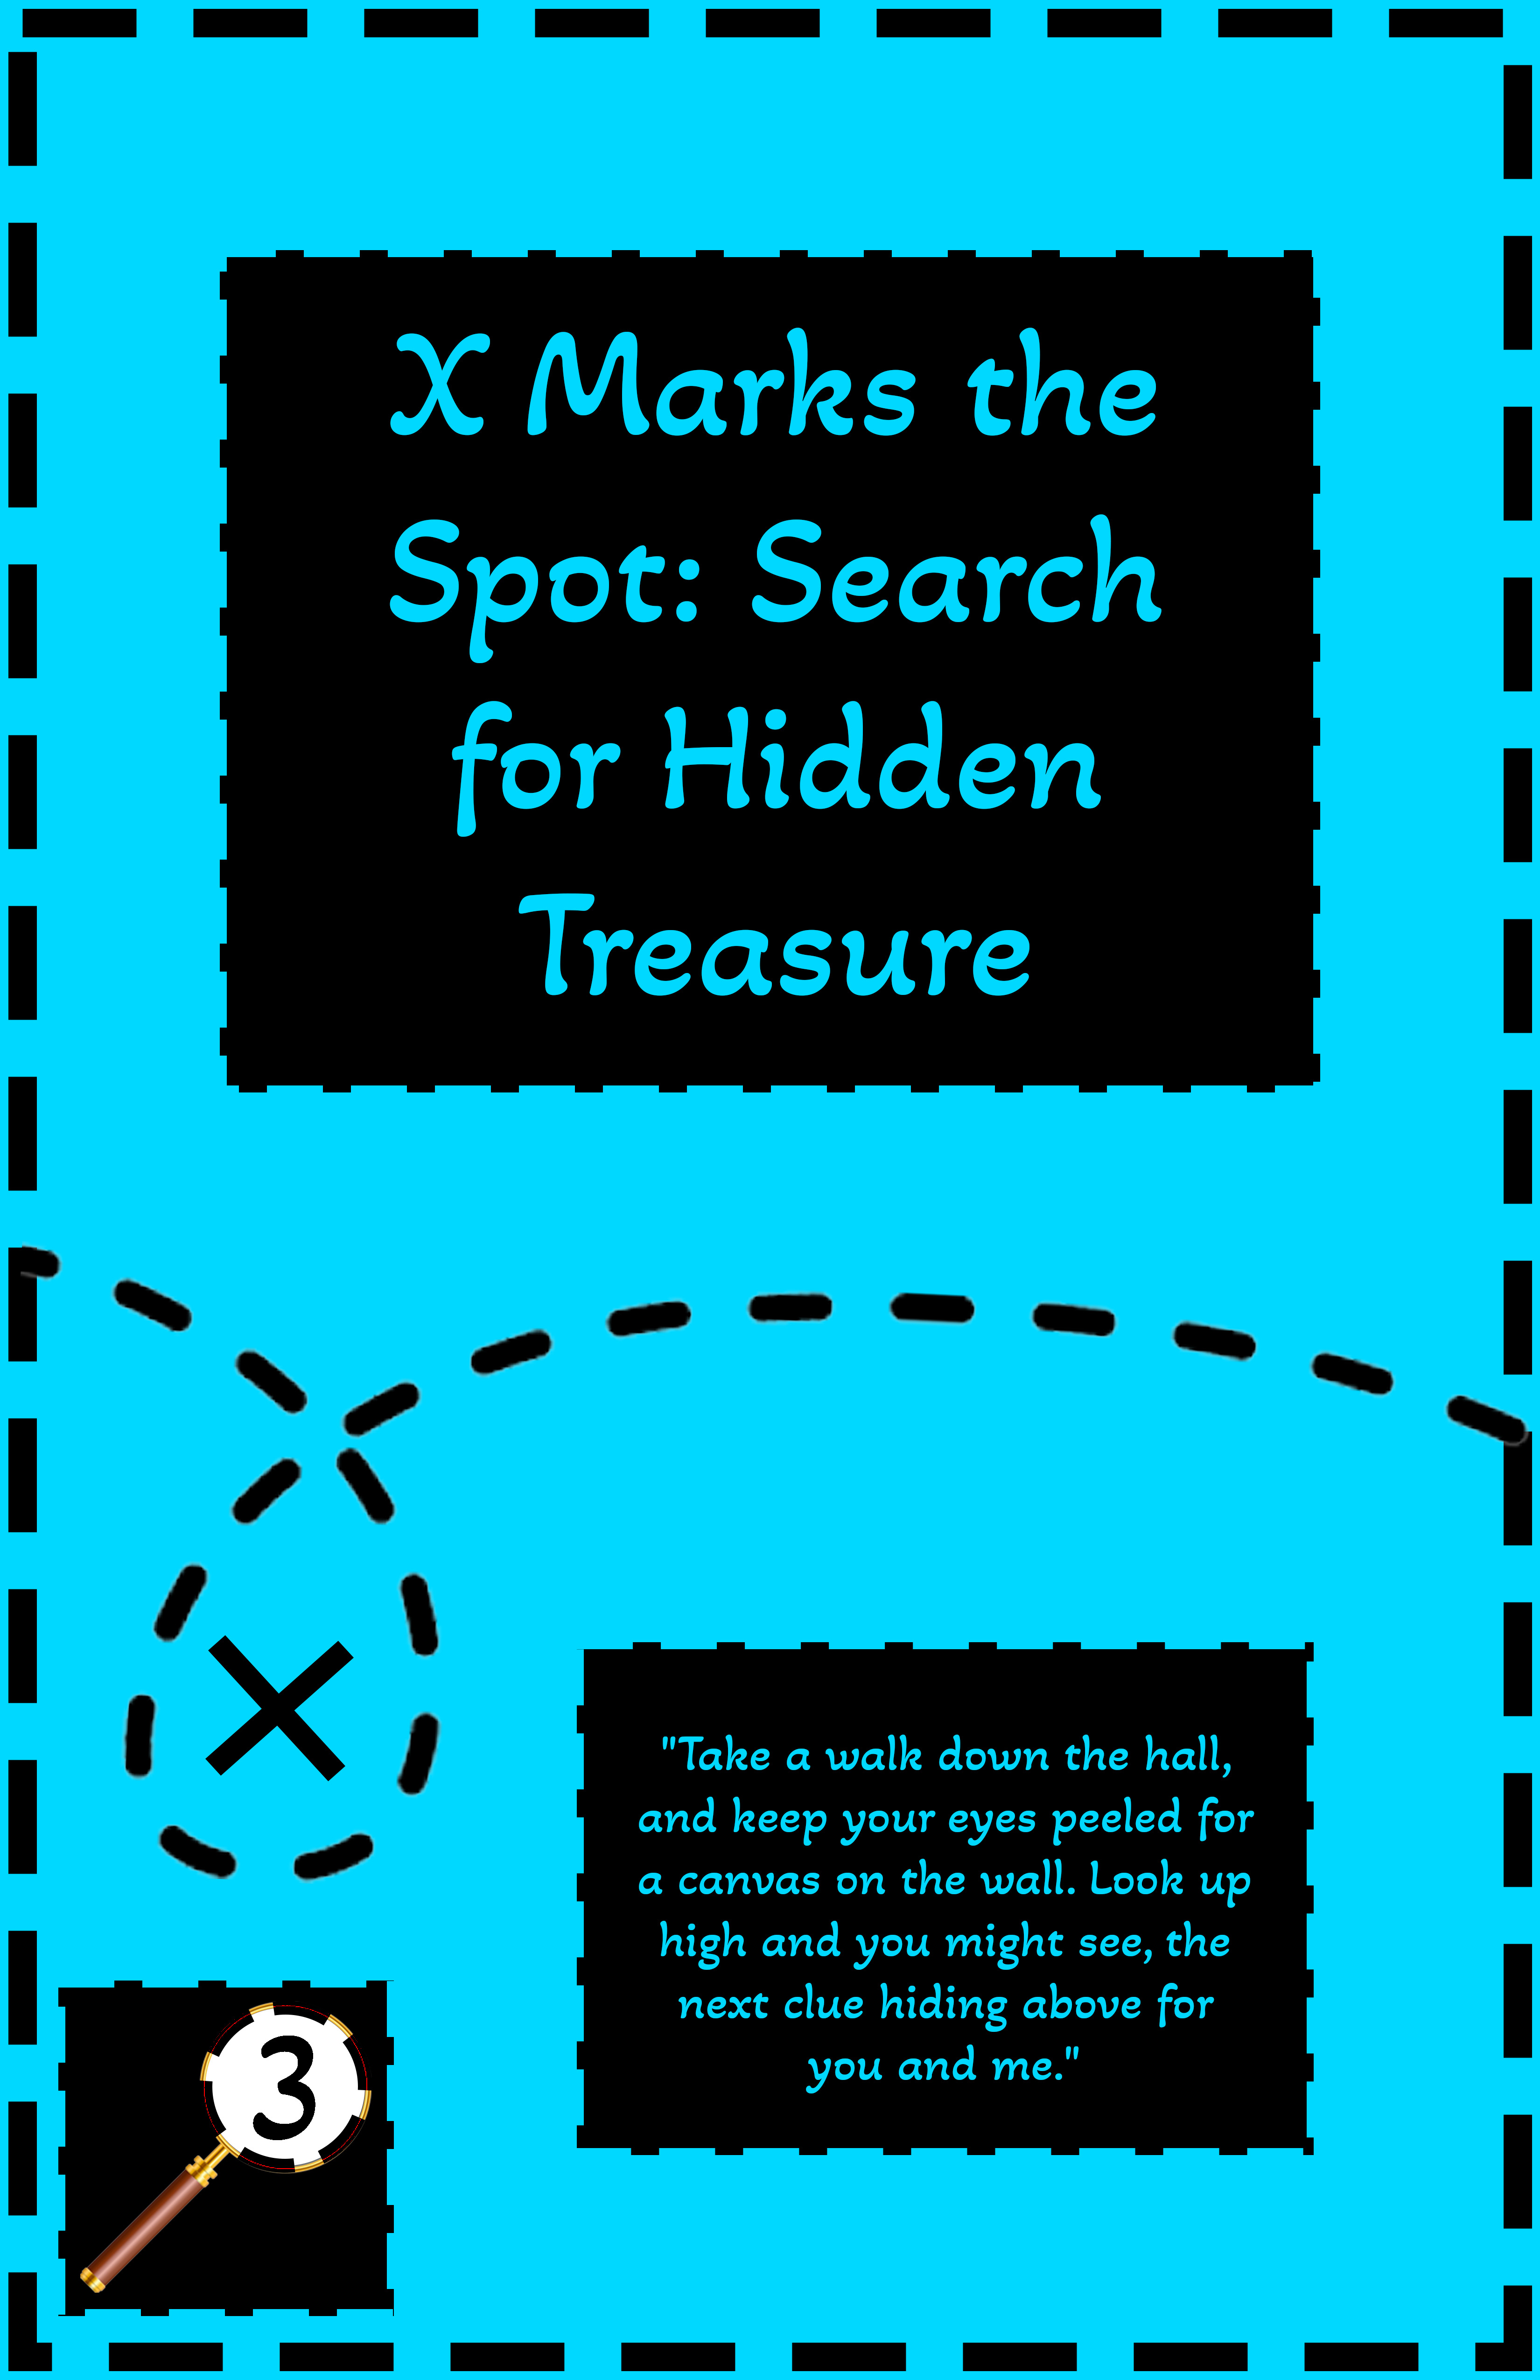 X Marks the
Spot: Search
for Hidden
Treasure
"Take a walk down the hall,
and keep your eyes peeled for
a canvas on the wall. Look up
high and you might see, the
next clue hiding above for
you and me."
3